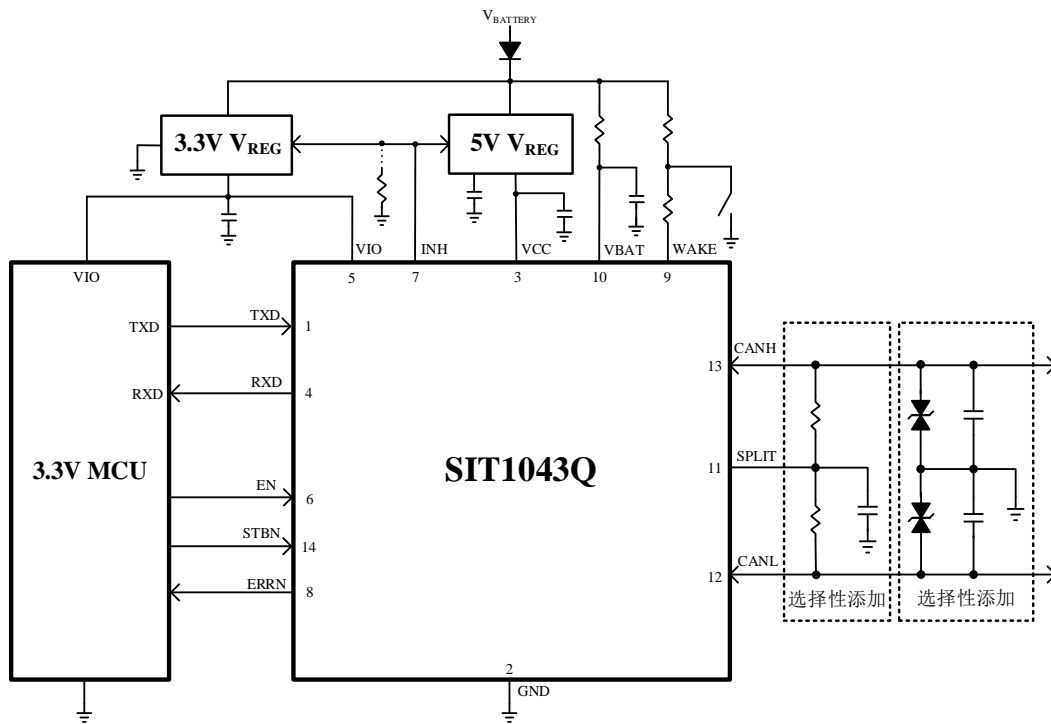 VBATTERY
3.3V VREG
5V VREG
VIO
INH
VCC
VBAT
WAKE
VIO
5
7
3
10
9
TXD
TXD
1
CANH
13
RXD
RXD
4
3.3V MCU
SIT1043Q
SPLIT
11
EN
6
STBN
14
ERRN
8
CANL
12
选择性添加
选择性添加
2
GND